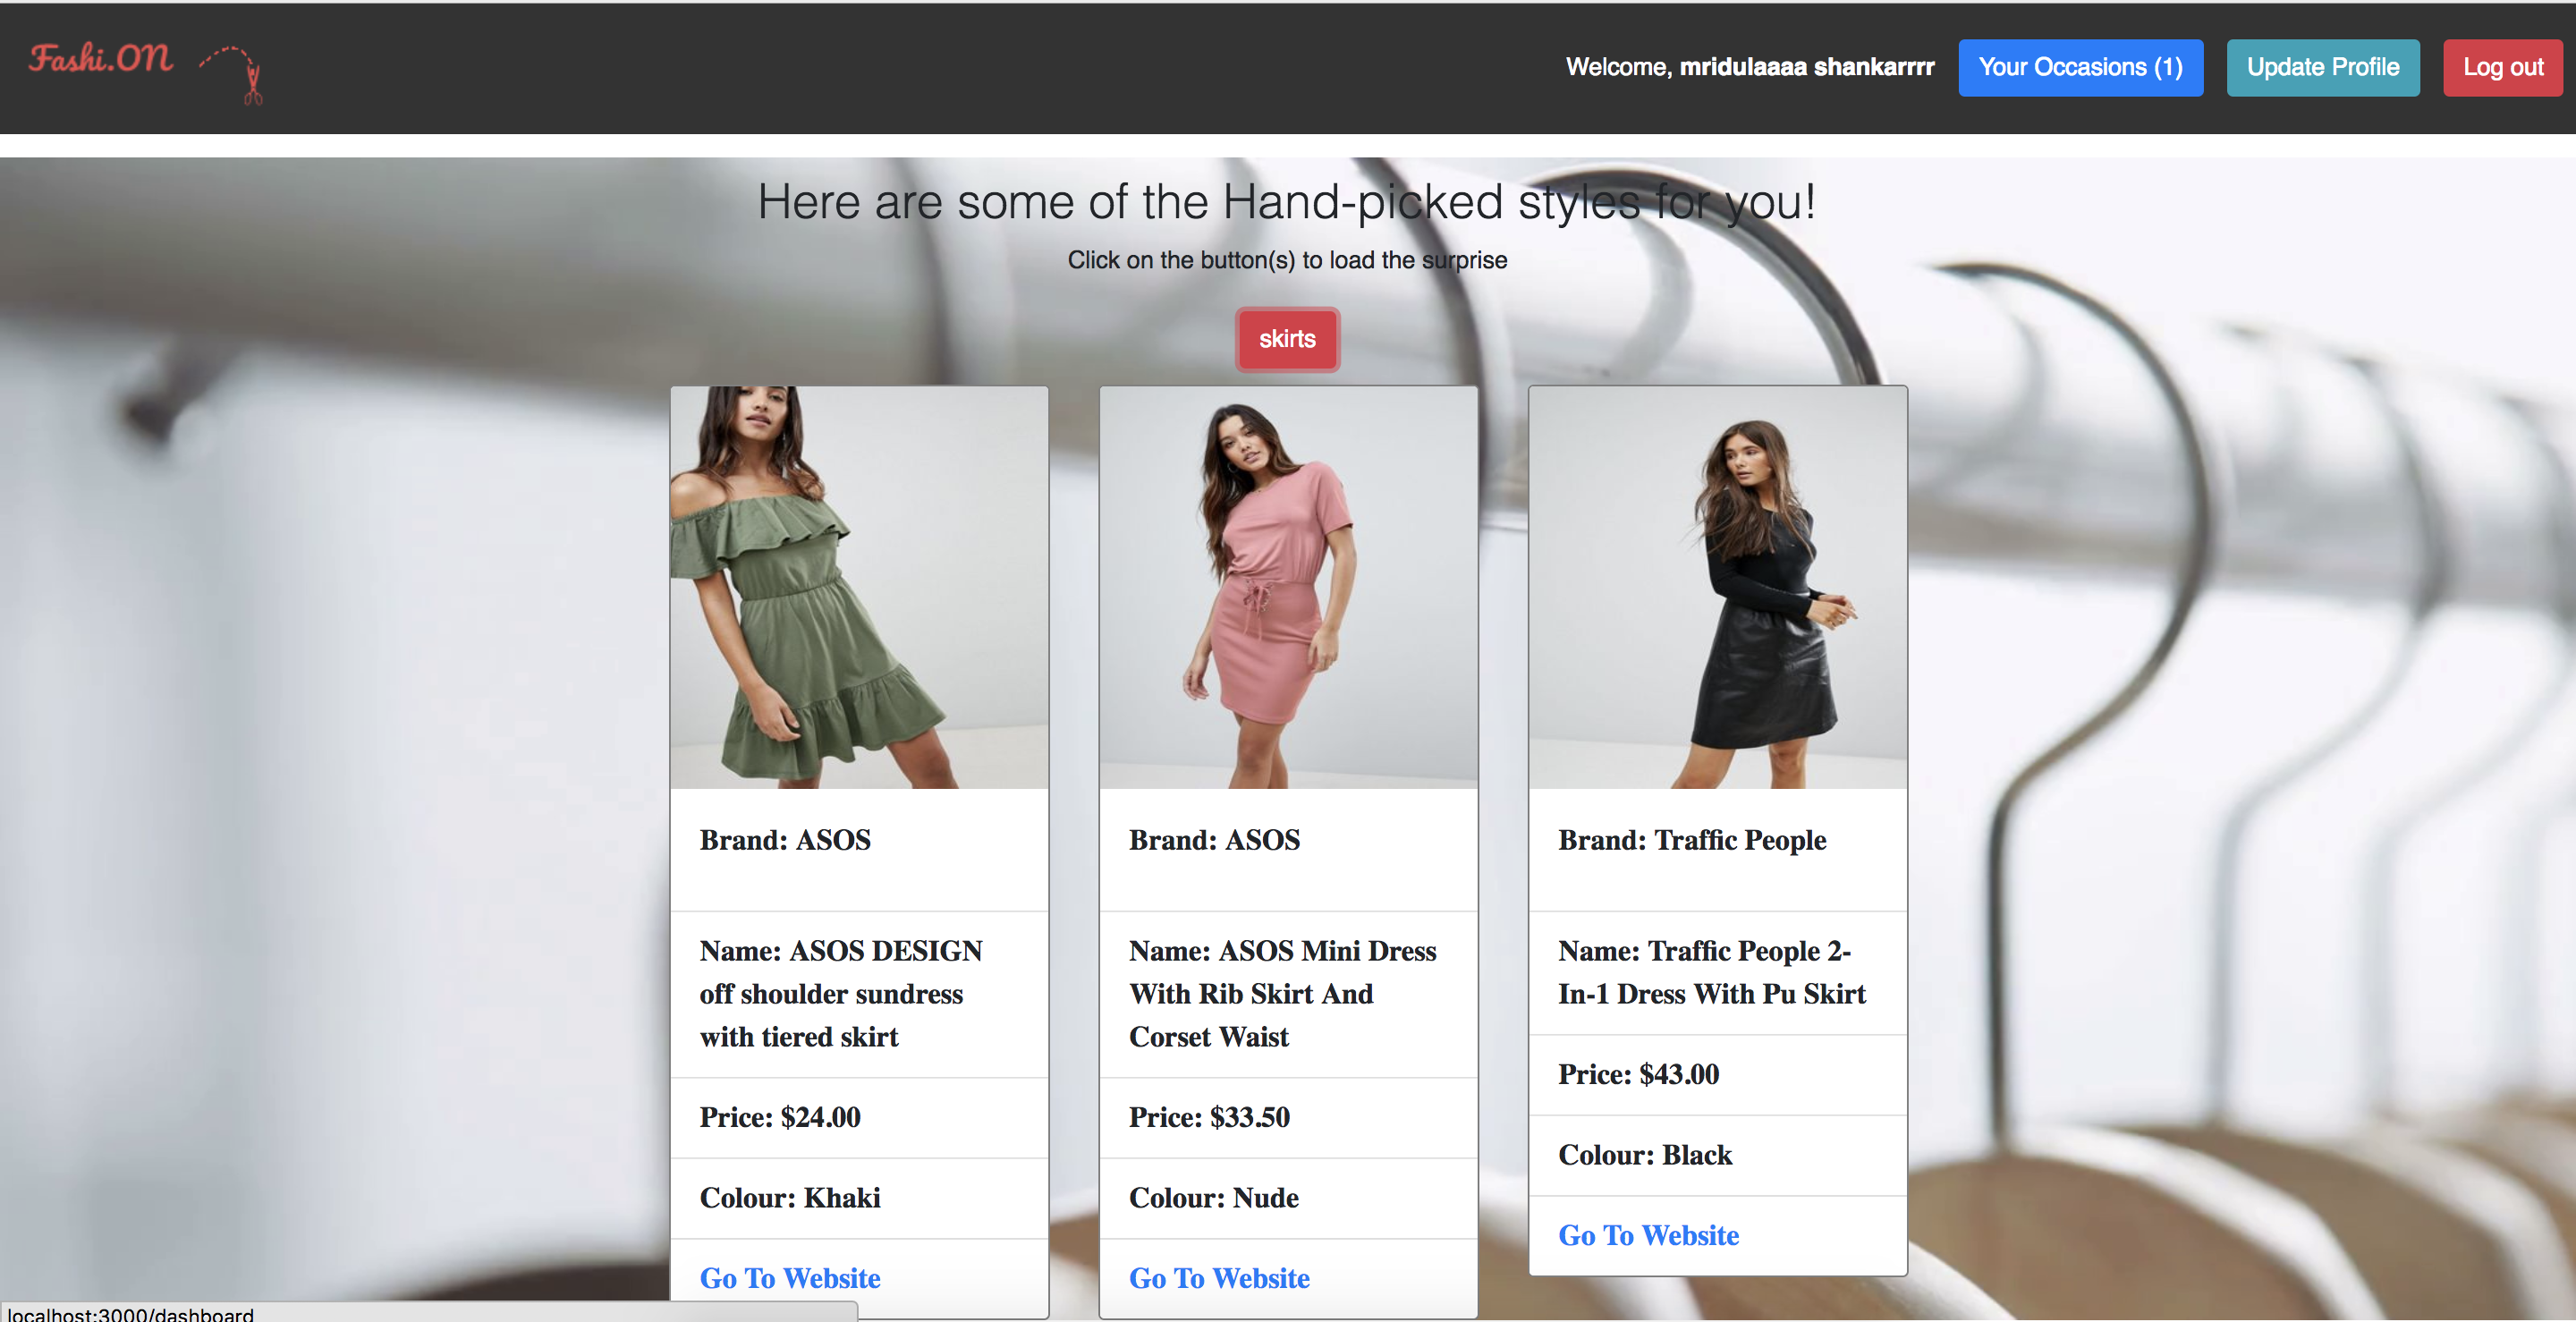 Fashi.ON
Welcome, mridulaaaa shankarrrr
Your Occasions (1)
Update Profile
Log out
Here are some of the Hand-picked styles for you!
Click on the button(s) to load the surprise
skirts
Brand: ASOS
Name: ASOS DESIGN
off shoulder sundress
with tiered skirt
Price: $24.00
Colour: Khaki
Go To Website
Brand: ASOS
Name: ASOS Mini Dress
With Rib Skirt And
Corset Waist
Price: $33.50
Colour: Nude
Go To Website
Brand: Traffic People
Name: Traffic People 2-
In-1 Dress With Pu Skirt
Price: $43.00
Colour: Black
Go To Website
localhost:3000/dashboard